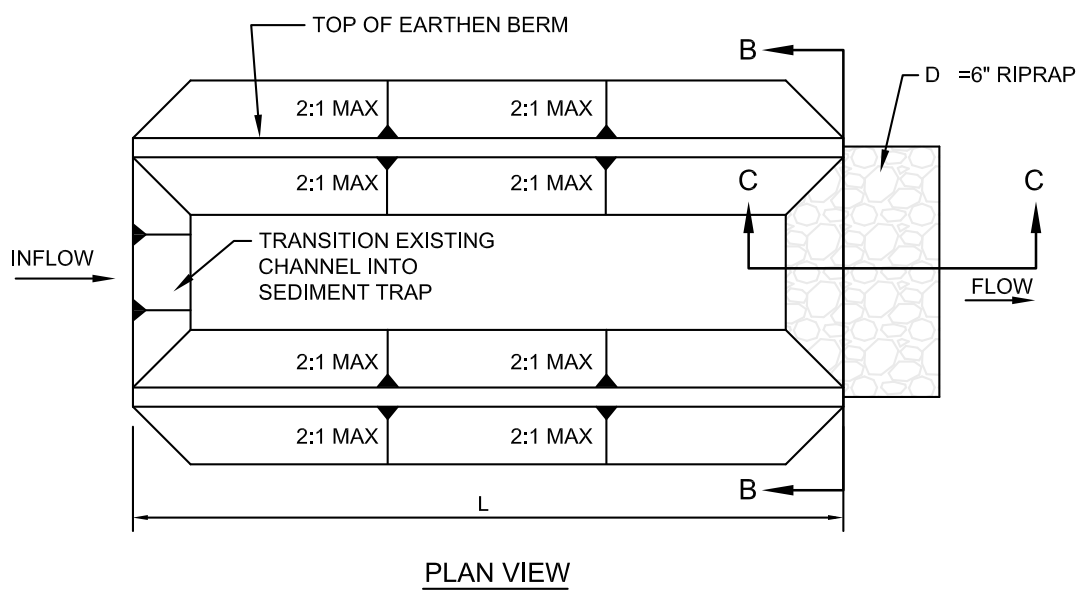 TOP OF EARTHEN BERM
B
D =6" RIPRAP
2:1 MAX
2:1 MAX
2:1 MAX
2:1 MAX
C
C
TRANSITION EXISTING
CHANNEL INTO
SEDIMENT TRAP
INFLOW
FLOW
2:1 MAX
2:1 MAX
2:1 MAX
2:1 MAX
B
L
PLAN VIEW